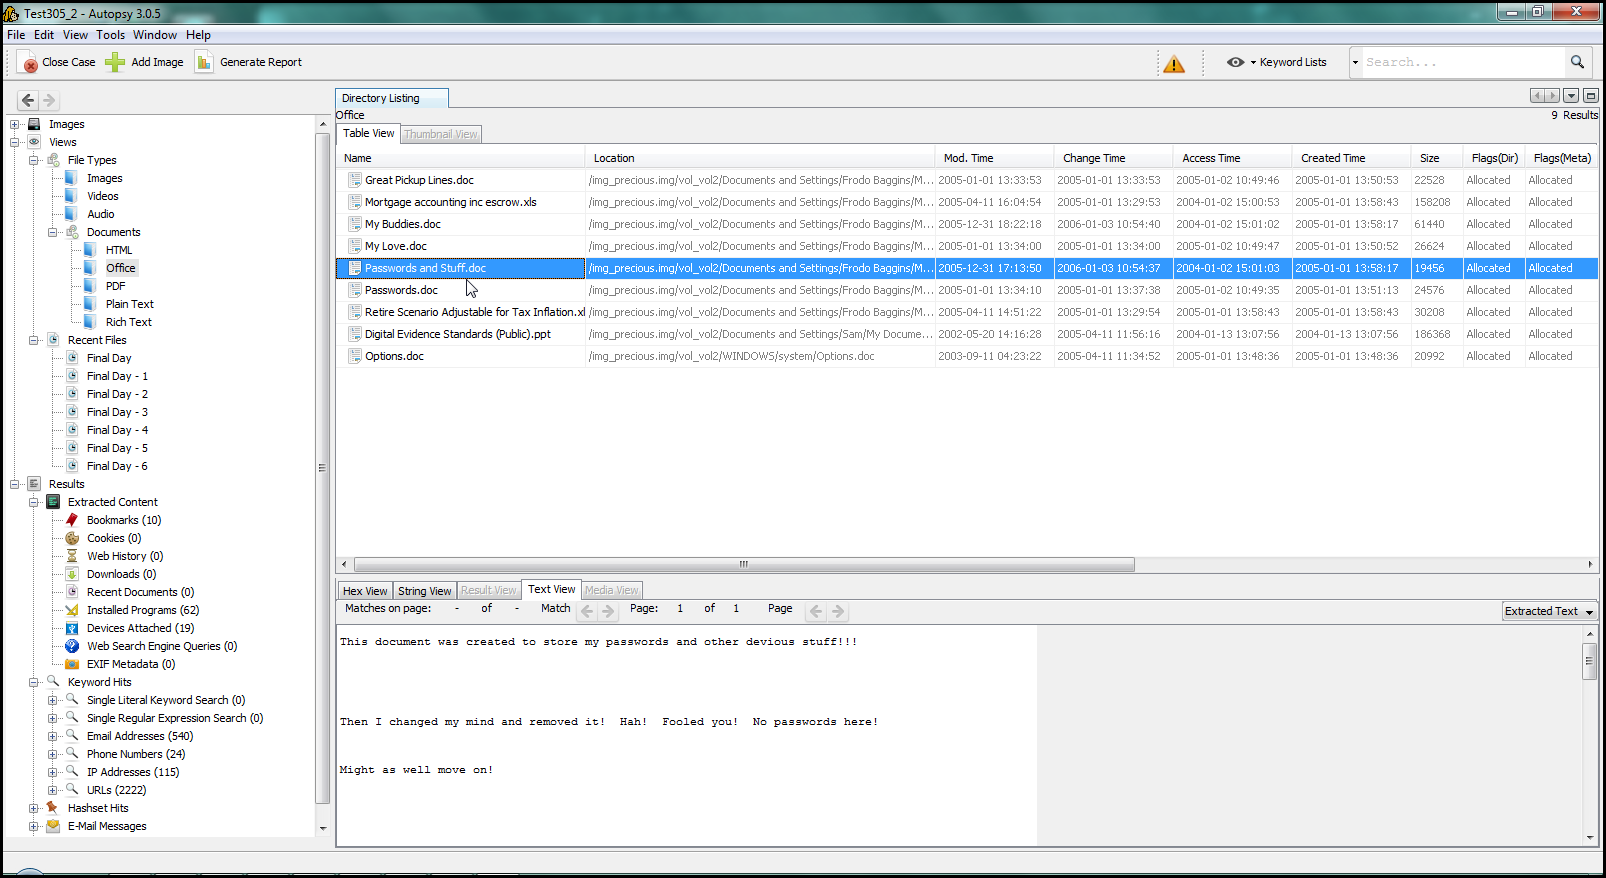 Test305_2 - Autopsy 3.0.5
File Edit View Tools Window Help
Close Case Add Image Generate Report Keyword Lists Search...
Directory Listing
Office 9 Results
Table View Thumbnail View
Name Location Mod. Time Change Time Access Time Created Time Size Flags(Dir) Flags(Meta)
Great Pickup Lines.doc /img_precious.img/vol_vol2/Documents and Settings/Frodo Baggins/M... 2005-01-01 13:33:53 2005-01-01 13:33:53 2005-01-02 10:49:46 2005-01-01 13:50:53 22528 Allocated Allocated
Mortgage accounting inc escrow.xls /img_precious.img/vol_vol2/Documents and Settings/Frodo Baggins/M... 2005-04-11 16:04:54 2005-01-01 13:29:53 2004-01-02 15:00:53 2005-01-01 13:58:43 158208 Allocated Allocated
My Buddies.doc /img_precious.img/vol_vol2/Documents and Settings/Frodo Baggins/M... 2005-12-31 18:22:18 2006-01-03 10:54:40 2004-01-02 15:01:02 2005-01-01 13:58:17 61440 Allocated Allocated
My Love.doc /img_precious.img/vol_vol2/Documents and Settings/Frodo Baggins/M... 2005-01-01 13:34:00 2005-01-01 13:34:00 2005-01-02 10:49:47 2005-01-01 13:50:52 26624 Allocated Allocated
Passwords and Stuff.doc /img_precious.img/vol_vol2/Documents and Settings/Frodo Baggins/M... 2005-12-31 17:13:50 2006-01-03 10:54:37 2004-01-02 15:01:03 2005-01-01 13:58:17 19456 Allocated Allocated
Passwords.doc /img_precious.img/vol_vol2/Documents and Settings/Frodo Baggins/M... 2005-01-01 13:34:10 2005-01-01 13:37:38 2005-01-02 10:49:35 2005-01-01 13:51:13 24576 Allocated Allocated
Retire Scenario Adjustable for Tax Inflation.xl /img_precious.img/vol_vol2/Documents and Settings/Frodo Baggins/M... 2005-04-11 14:51:22 2005-01-01 13:29:54 2004-01-02 15:01:03 2005-01-01 13:58:43 30208 Allocated Allocated
Digital Evidence Standards (Public).ppt /img_precious.img/vol_vol2/Documents and Settings/Sam/My Docume... 2002-05-20 14:16:28 2005-04-11 11:56:16 2004-01-13 13:07:56 2004-01-13 13:07:56 186368 Allocated Allocated
Options.doc /img_precious.img/vol_vol2/WINDOWS/system/Options.doc 2003-09-11 04:23:22 2005-04-11 11:34:52 2005-01-01 13:48:36 2005-01-01 13:48:36 20992 Allocated Allocated
Images
Views
File Types
Images
Videos
Audio
Documents
HTML
Office
PDF
Plain Text
Rich Text
Recent Files
Final Day
Final Day - 1
Final Day - 2
Final Day - 3
Final Day - 4
Final Day - 5
Final Day - 6
Results
Extracted Content
Bookmarks (10)
Cookies (0)
Web History (0)
Downloads (0)
Recent Documents (0)
Installed Programs (62)
Devices Attached (19)
Web Search Engine Queries (0)
EXIF Metadata (0)
Keyword Hits
Single Literal Keyword Search (0)
Single Regular Expression Search (0)
Email Addresses (540)
Phone Numbers (24)
IP Addresses (115)
URLs (2222)
Hashset Hits
E-Mail Messages
Hex View String View Result View Text View Media View
Matches on page: - of - Match Page: 1 of 1 Page Extracted Text
This document was created to store my passwords and other devious stuff!!!
Then I changed my mind and removed it! Hah! Fooled you! No passwords here!
Might as well move on!